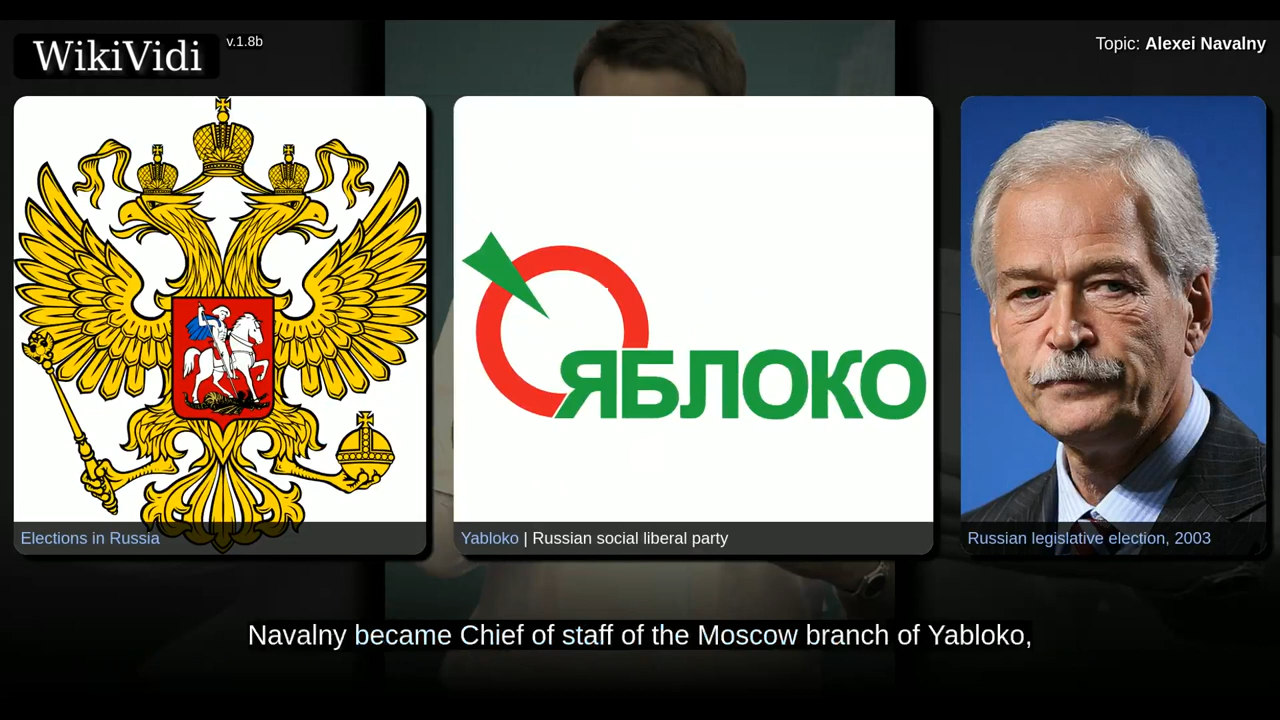 WikiVidi
v.1.8b
Topic: Alexei Navalny
ЯБЛОКО
Elections in Russia
Yabloko | Russian social liberal party
Russian legislative election, 2003
Navalny became Chief of staff of the Moscow branch of Yabloko,